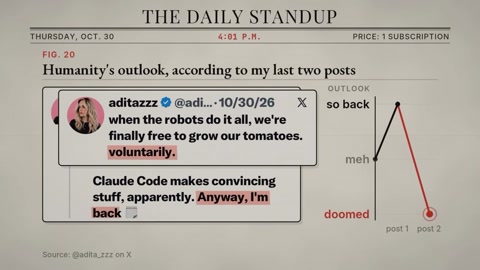 THE DAILY STANDUP
THURSDAY, OCT. 30
4:01 P.M.
PRICE: 1 SUBSCRIPTION
FIG. 20
Humanity's outlook, according to my last two posts
aditazzz @adi... · 10/30/26
when the robots do it all, we're
finally free to grow our tomatoes.
voluntarily.
Claude Code makes convincing
stuff, apparently. Anyway, I'm
back
OUTLOOK
so back
meh
doomed
post 1 post 2
Source: @adita_zzz on X